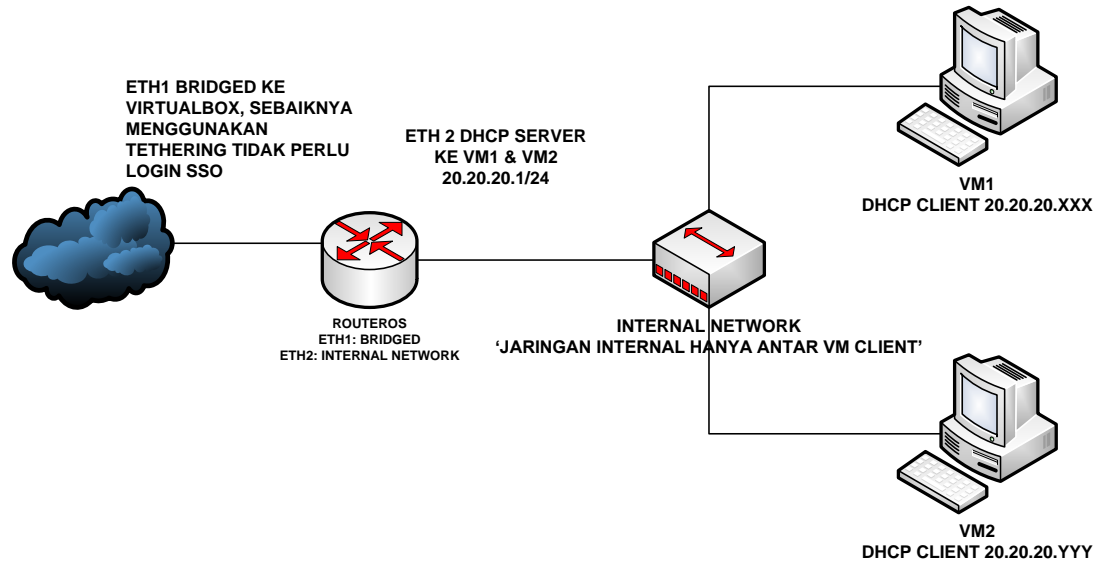 ETH1 BRIDGED KE
VIRTUALBOX, SEBAIKNYA
MENGGUNAKAN
TETHERING TIDAK PERLU
LOGIN SSO
ETH 2 DHCP SERVER
KE VM1 & VM2
20.20.20.1/24
VM1
DHCP CLIENT 20.20.20.XXX
ROUTEROS
ETH1: BRIDGED
ETH2: INTERNAL NETWORK
INTERNAL NETWORK
‘JARINGAN INTERNAL HANYA ANTAR VM CLIENT’
VM2
DHCP CLIENT 20.20.20.YYY